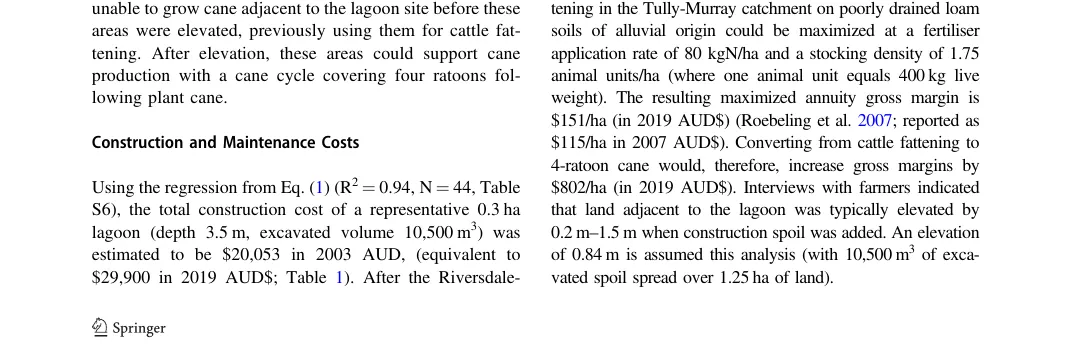 unable to grow cane adjacent to the lagoon site before these
areas were elevated, previously using them for cattle fat-
tening. After elevation, these areas could support cane
production with a cane cycle covering four ratoons fol-
lowing plant cane.
Construction and Maintenance Costs
Using the regression from Eq. (1) (R² = 0.94, N = 44, Table
S6), the total construction cost of a representative 0.3 ha
lagoon (depth 3.5 m, excavated volume 10,500 m³) was
estimated to be $20,053 in 2003 AUD, (equivalent to
$29,900 in 2019 AUD$; Table 1). After the Riversdale-
tening in the Tully-Murray catchment on poorly drained loam
soils of alluvial origin could be maximized at a fertiliser
application rate of 80 kgN/ha and a stocking density of 1.75
animal units/ha (where one animal unit equals 400 kg live
weight). The resulting maximized annuity gross margin is
$151/ha (in 2019 AUD$) (Roebeling et al. 2007; reported as
$115/ha in 2007 AUD$). Converting from cattle fattening to
4-ratoon cane would, therefore, increase gross margins by
$802/ha (in 2019 AUD$). Interviews with farmers indicated
that land adjacent to the lagoon was typically elevated by
0.2 m–1.5 m when construction spoil was added. An elevation
of 0.84 m is assumed this analysis (with 10,500 m³ of exca-
vated spoil spread over 1.25 ha of land).
Springer